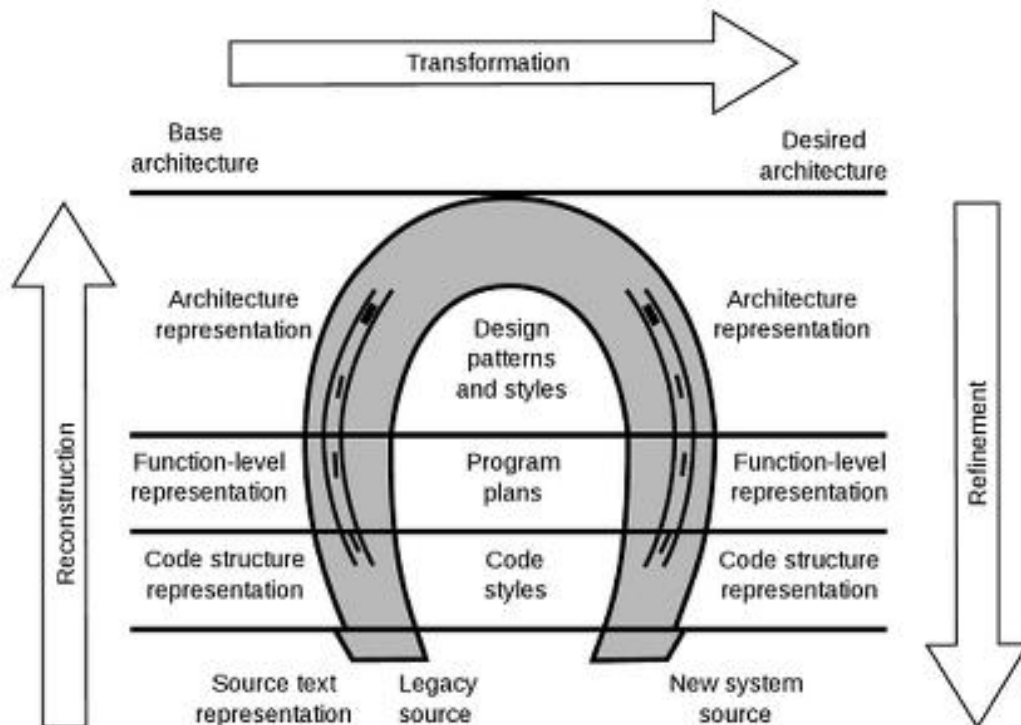 Transformation
Base
architecture
Desired
architecture
Reconstruction
Architecture
representation
Design
patterns
and styles
Architecture
representation
Refinement
Function-level
representation
Program
plans
Function-level
representation
Code structure
representation
Code
styles
Code structure
representation
Source text
representation
Legacy
source
New system
source